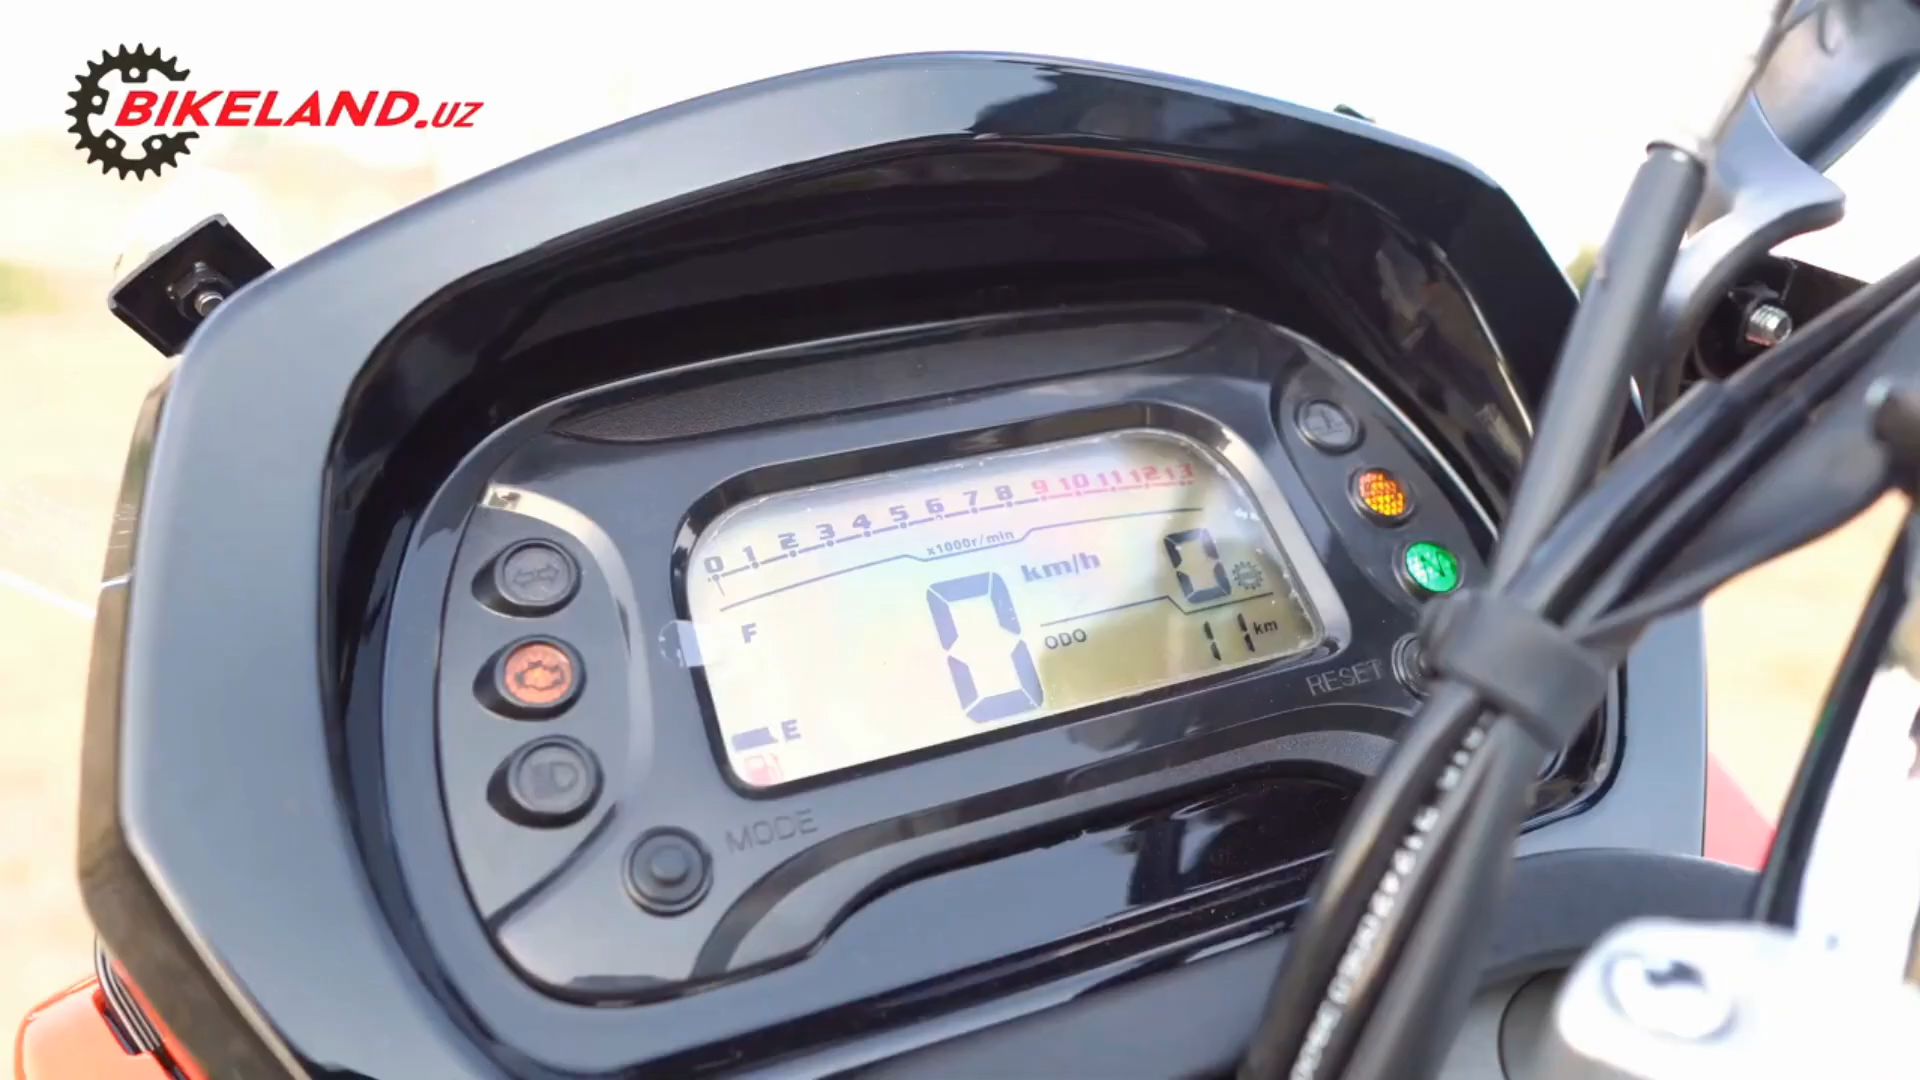 BIKELAND.UZ
0 1 2 3 4 5 6 7 8 9 10 11 12 13
x1000r/min
0 km/h
0
F
ODO 11 km
E
RESET
MODE
N